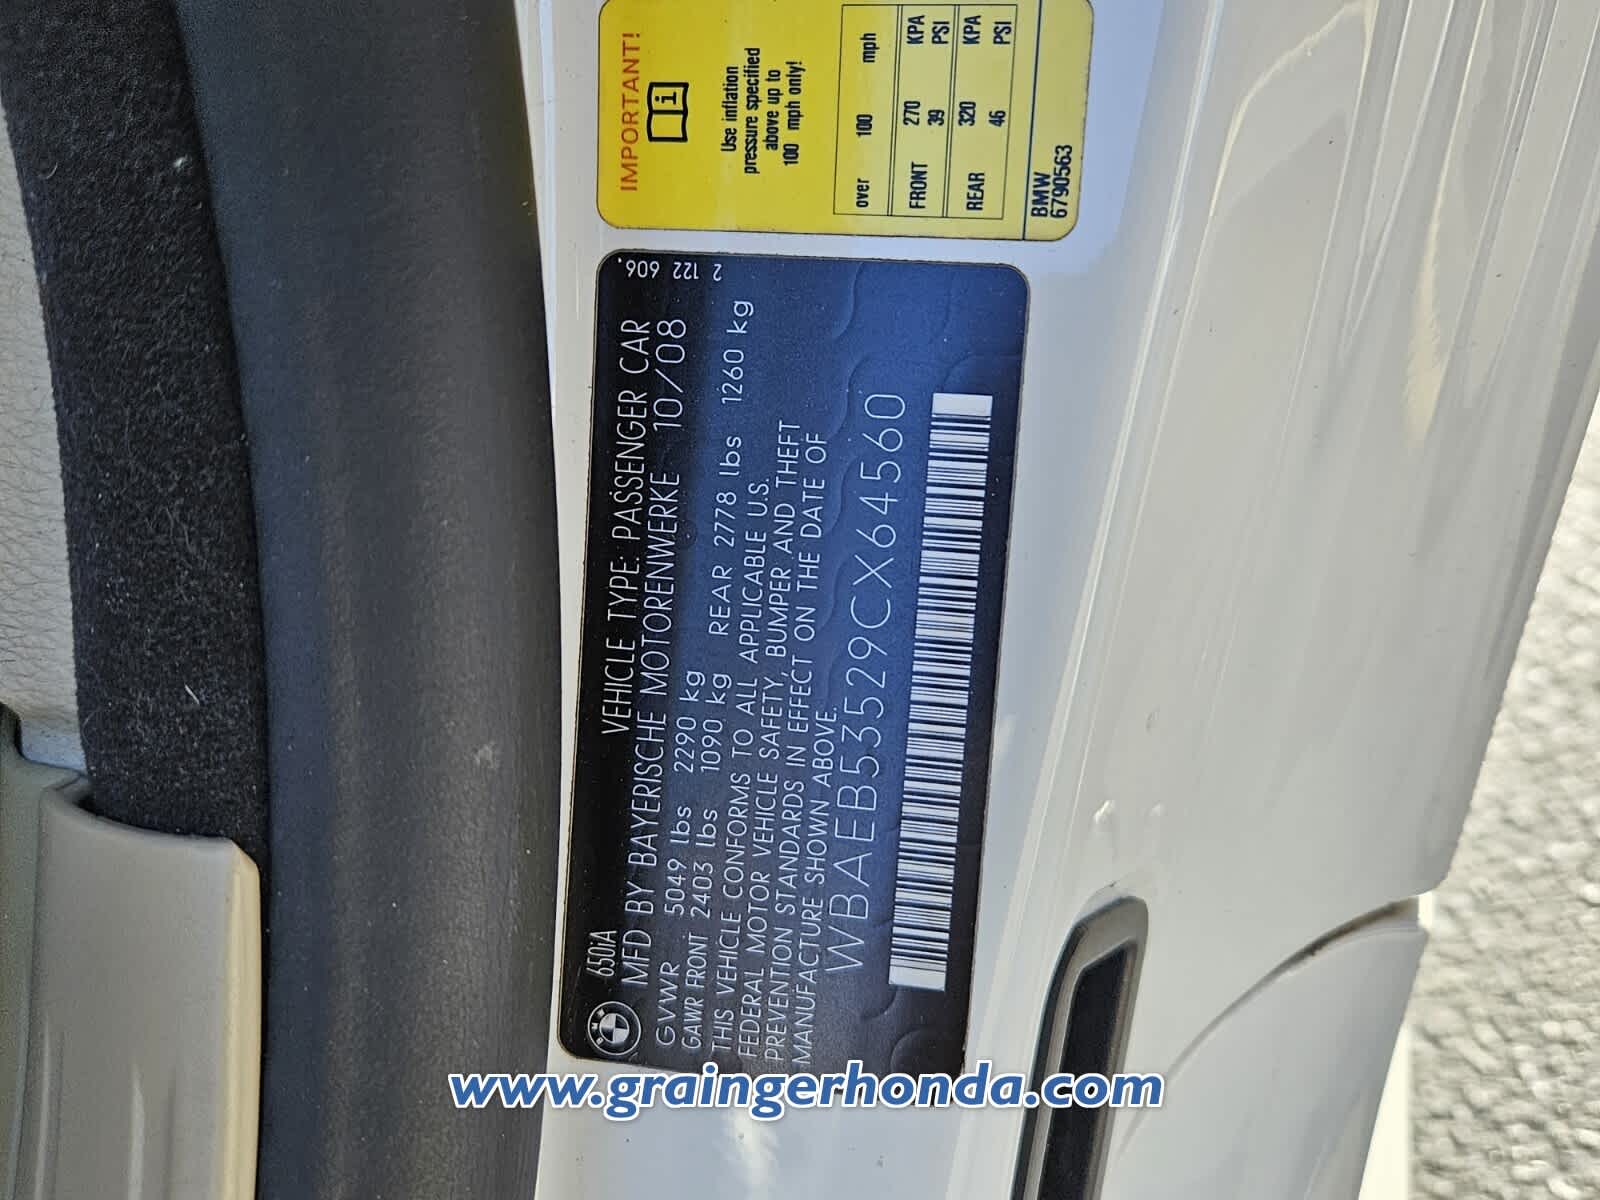 650iA VEHICLE TYPE: PASSENGER CAR
MFD BY BAYERISCHE MOTORENWERKE 10/08
GVWR 5049 lbs 2290 kg
GAWR FRONT 2403 lbs 1090 kg REAR 2778 lbs 1260 kg
THIS VEHICLE CONFORMS TO ALL APPLICABLE U.S.
FEDERAL MOTOR VEHICLE SAFETY, BUMPER AND THEFT
PREVENTION STANDARDS IN EFFECT ON THE DATE OF
MANUFACTURE SHOWN ABOVE.
WBAEB53529CX64560
2 122 606.
IMPORTANT!
i
Use inflation
pressure specified
above up to
100 mph only!
over 100 mph
FRONT 270 KPA
39 PSI
REAR 320 KPA
46 PSI
BMW
6790563
www.graingerhonda.com